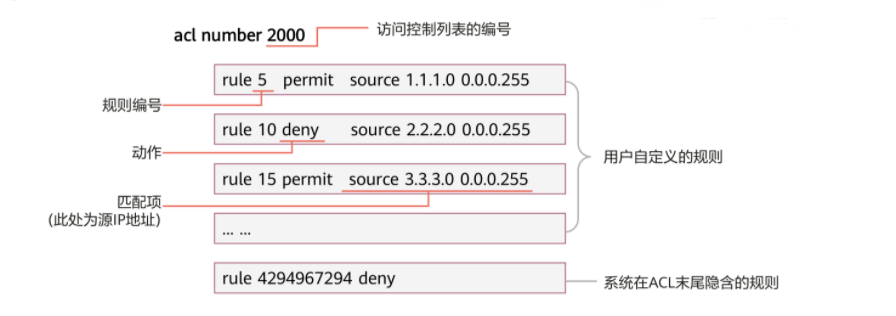 acl number 2000
访问控制列表的编号
rule 5 permit source 1.1.1.0 0.0.0.255
规则编号
rule 10 deny source 2.2.2.0 0.0.0.255
动作
用户自定义的规则
rule 15 permit source 3.3.3.0 0.0.0.255
匹配项
(此处为源IP地址)
... ...
rule 4294967294 deny
系统在ACL末尾隐含的规则